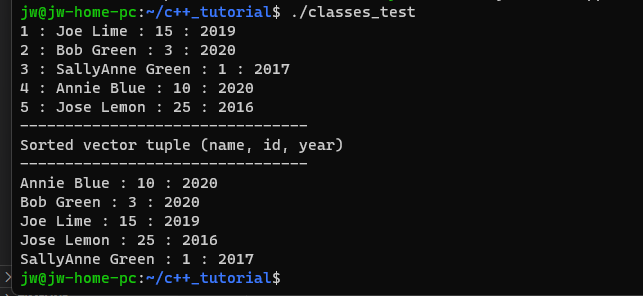 jw@jw-home-pc:~/c++_tutorial$ ./classes_test
1 : Joe Lime : 15 : 2019
2 : Bob Green : 3 : 2020
3 : SallyAnne Green : 1 : 2017
4 : Annie Blue : 10 : 2020
5 : Jose Lemon : 25 : 2016
--------------------------------
Sorted vector tuple (name, id, year)
--------------------------------
Annie Blue : 10 : 2020
Bob Green : 3 : 2020
Joe Lime : 15 : 2019
Jose Lemon : 25 : 2016
SallyAnne Green : 1 : 2017
jw@jw-home-pc:~/c++_tutorial$